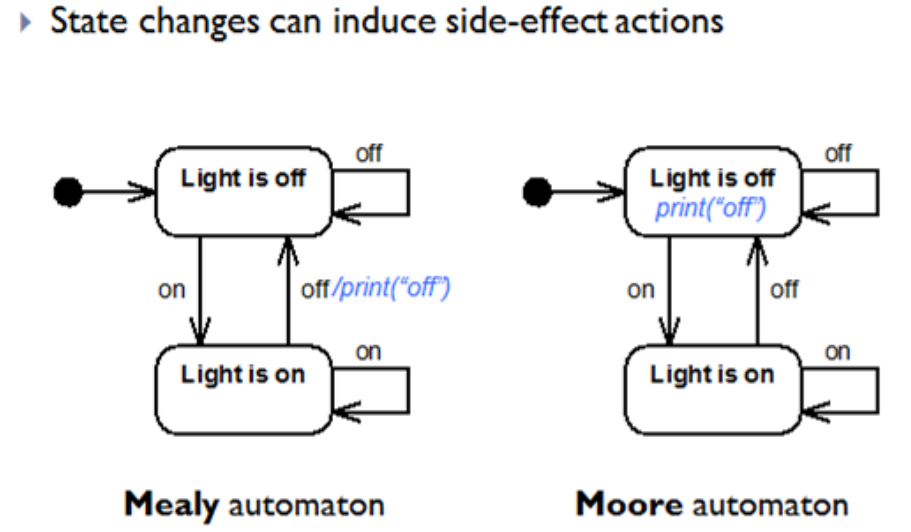 State changes can induce side-effect actions
off
off
Light is off
Light is off
print("off")
on
off/print("off")
on
off
on
on
Light is on
Light is on
Mealy automaton
Moore automaton